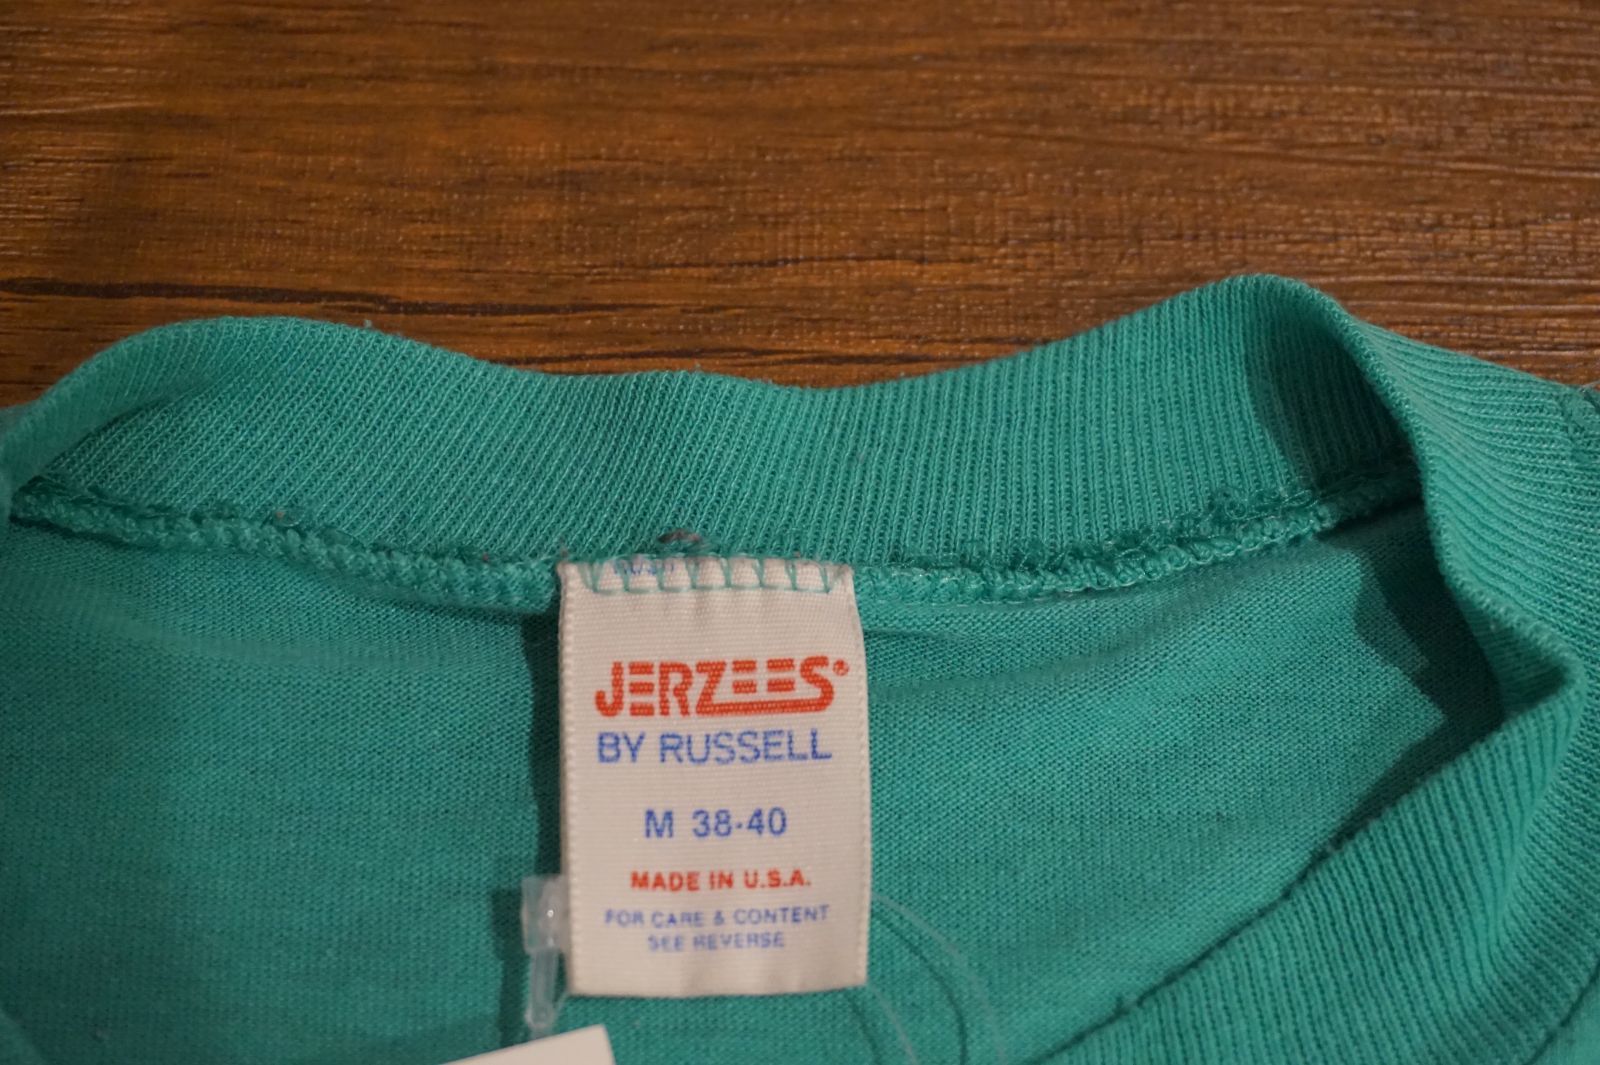 JERZEES®
BY RUSSELL
M 38-40
MADE IN U.S.A.
FOR CARE & CONTENT
SEE REVERSE